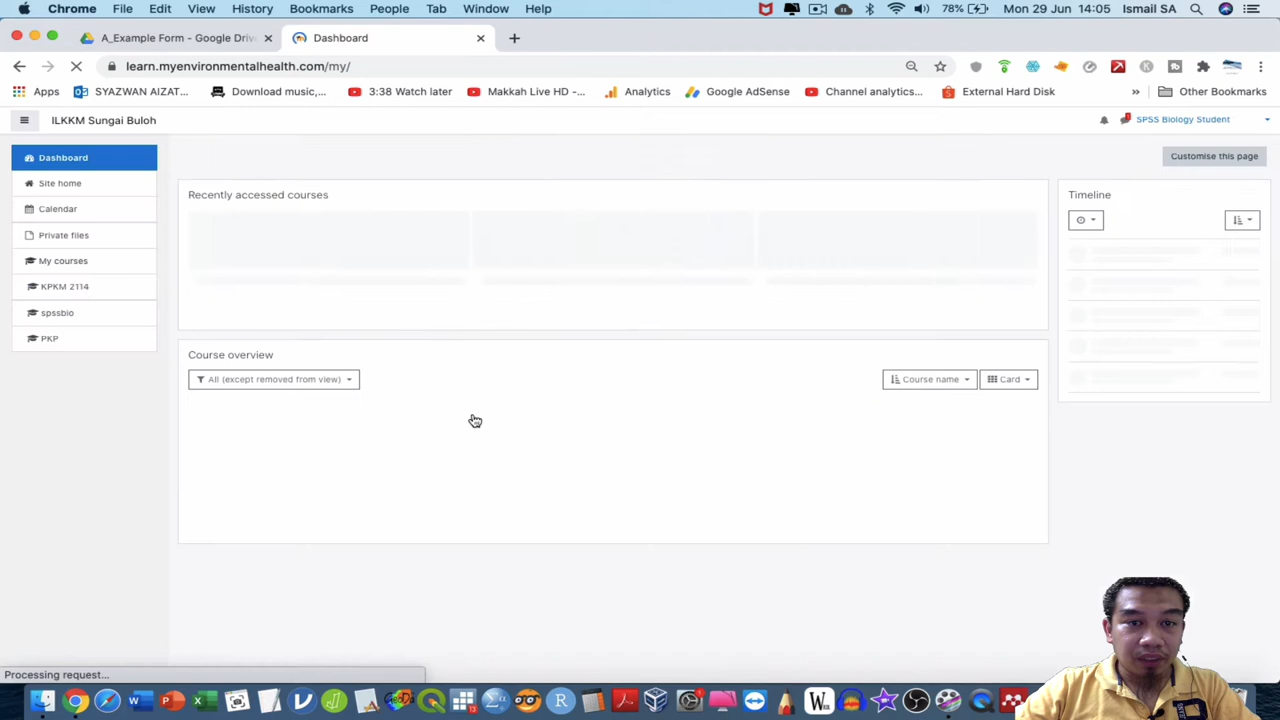 Chrome File Edit View History Bookmarks People Tab Window Help 78% Mon 29 Jun 14:05 Ismail SA
A_Example Form - Google Driv
Dashboard
learn.myenvironmentalhealth.com/my/
Apps SYAZWAN AIZAT... Download music,... 3:38 Watch later Makkah Live HD -... Analytics Google AdSense Channel analytics... External Hard Disk » Other Bookmarks
ILKKM Sungai Buloh
SPSS Biology Student
Dashboard
Customise this page
Site home
Calendar
Private files
My courses
KPKM 2114
spssbio
PKP
Recently accessed courses
Timeline
Course overview
All (except removed from view)
Course name
Card
Processing request...